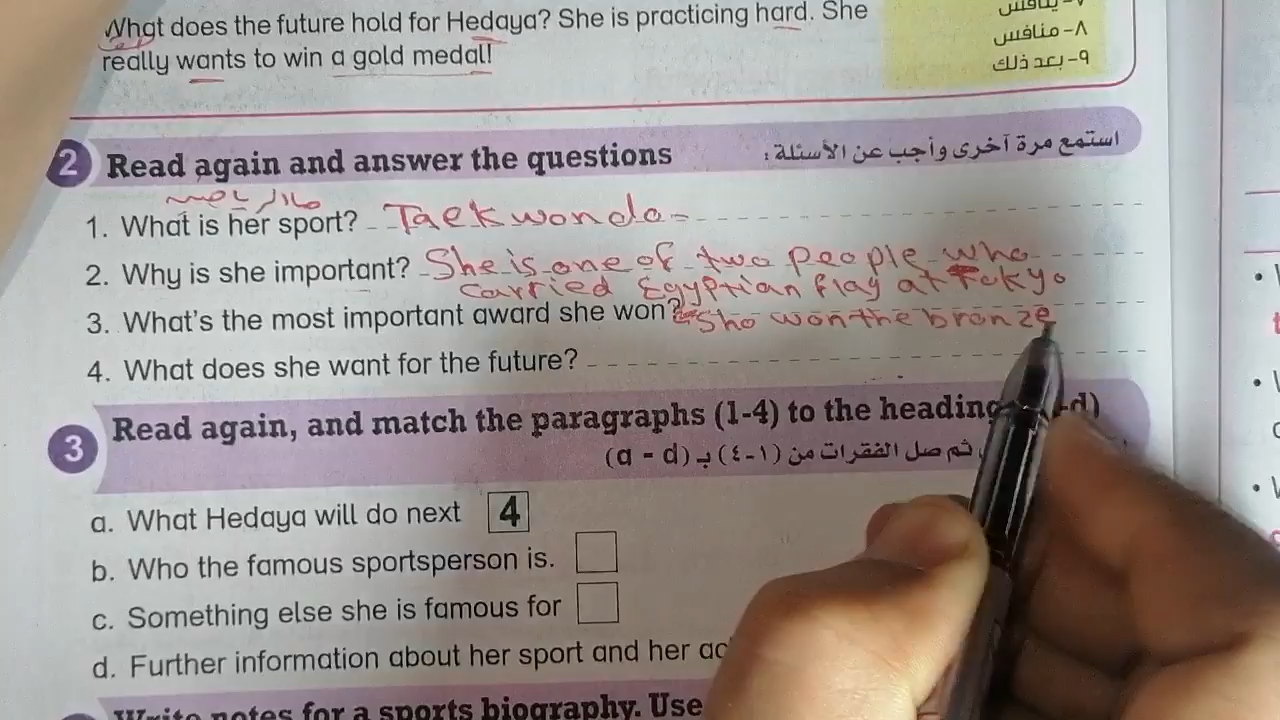 What does the future hold for Hedaya? She is practicing hard. She
really wants to win a gold medal!
٨- منافس
٩- بعد ذلك
2 Read again and answer the questions
استمع مرة أخرى وأجب عن الأسئلة:
1. What is her sport? Taekwondo
2. Why is she important? She is one of two people who
carried Egyptian flag at Tokyo
3. What's the most important award she won? She won the bronze
4. What does she want for the future?
3 Read again, and match the paragraphs (1-4) to the heading -d)
ثم صل الفقرات من (١-٤) بـ (a - d)
a. What Hedaya will do next 4
b. Who the famous sportsperson is.
c. Something else she is famous for
d. Further information about her sport and her ac
Write notes for a sports biography. Use